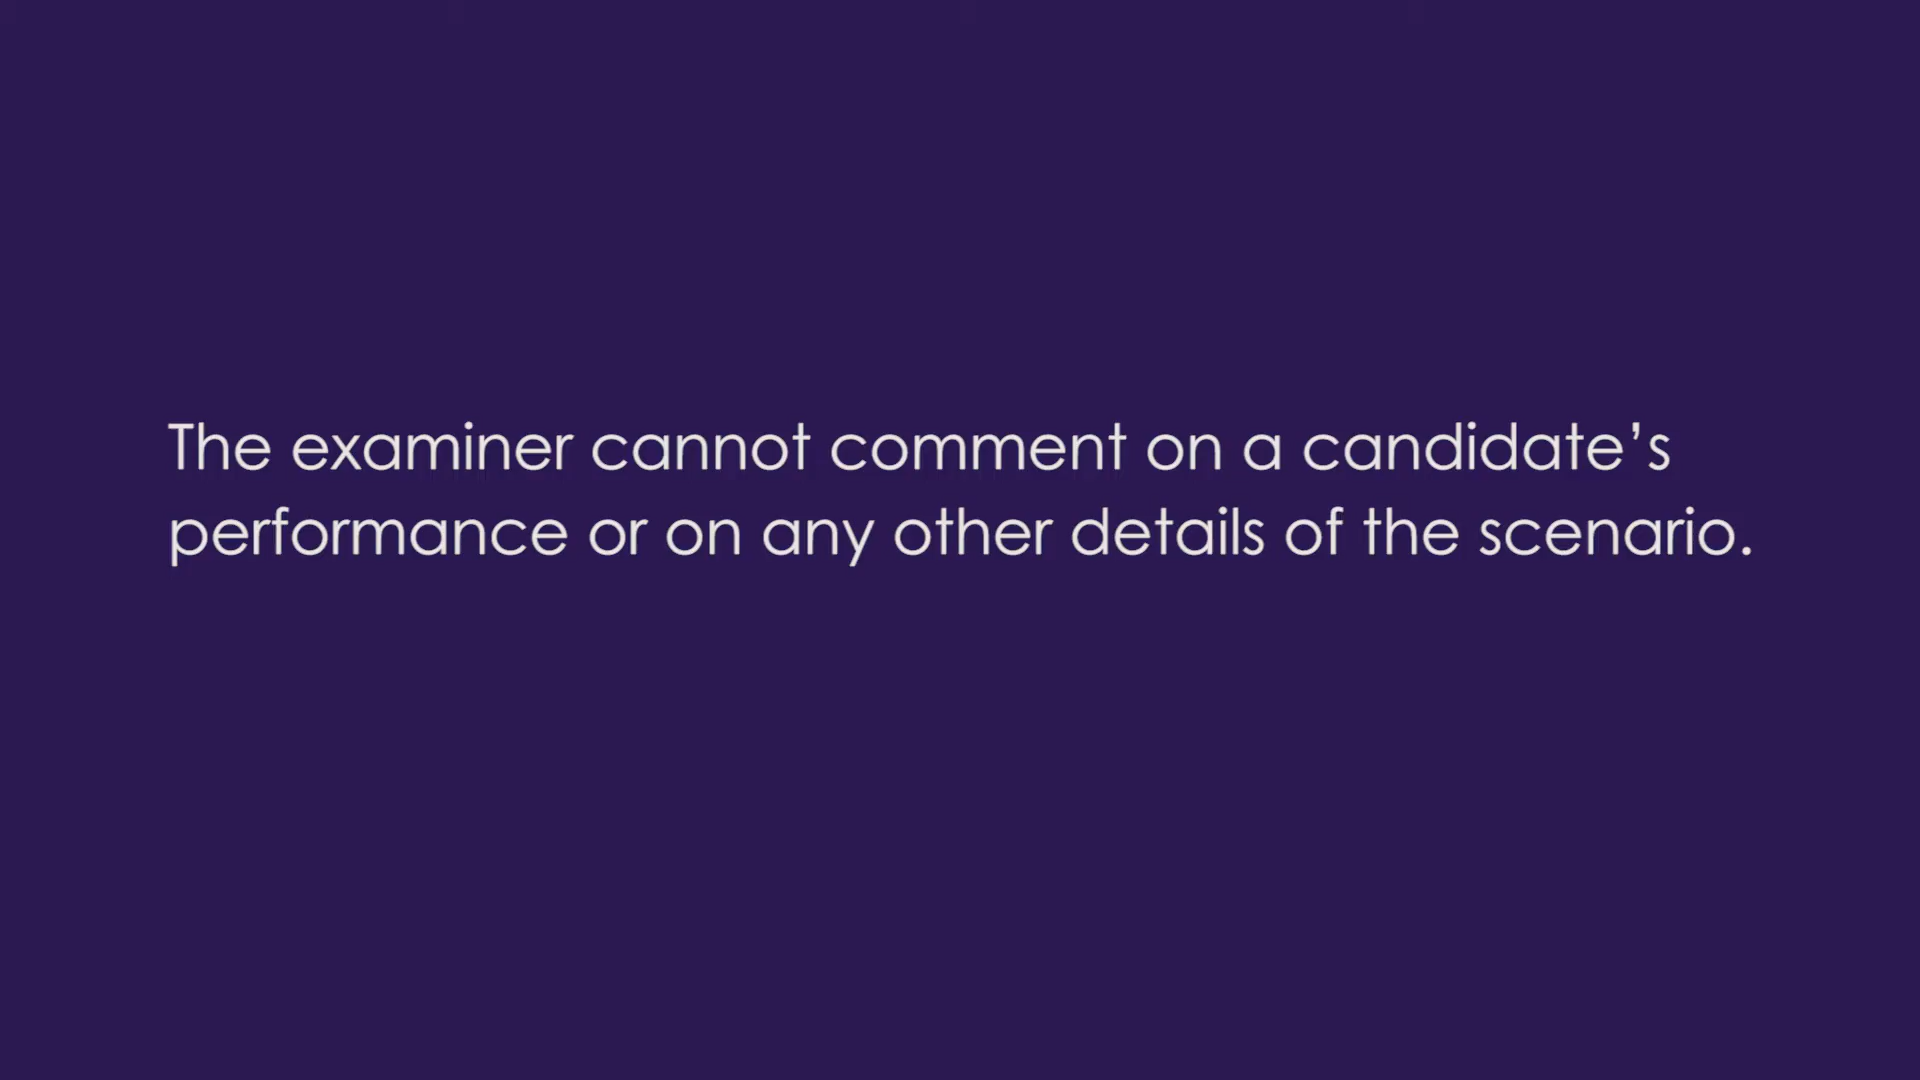 The examiner cannot comment on a candidate’s
performance or on any other details of the scenario.